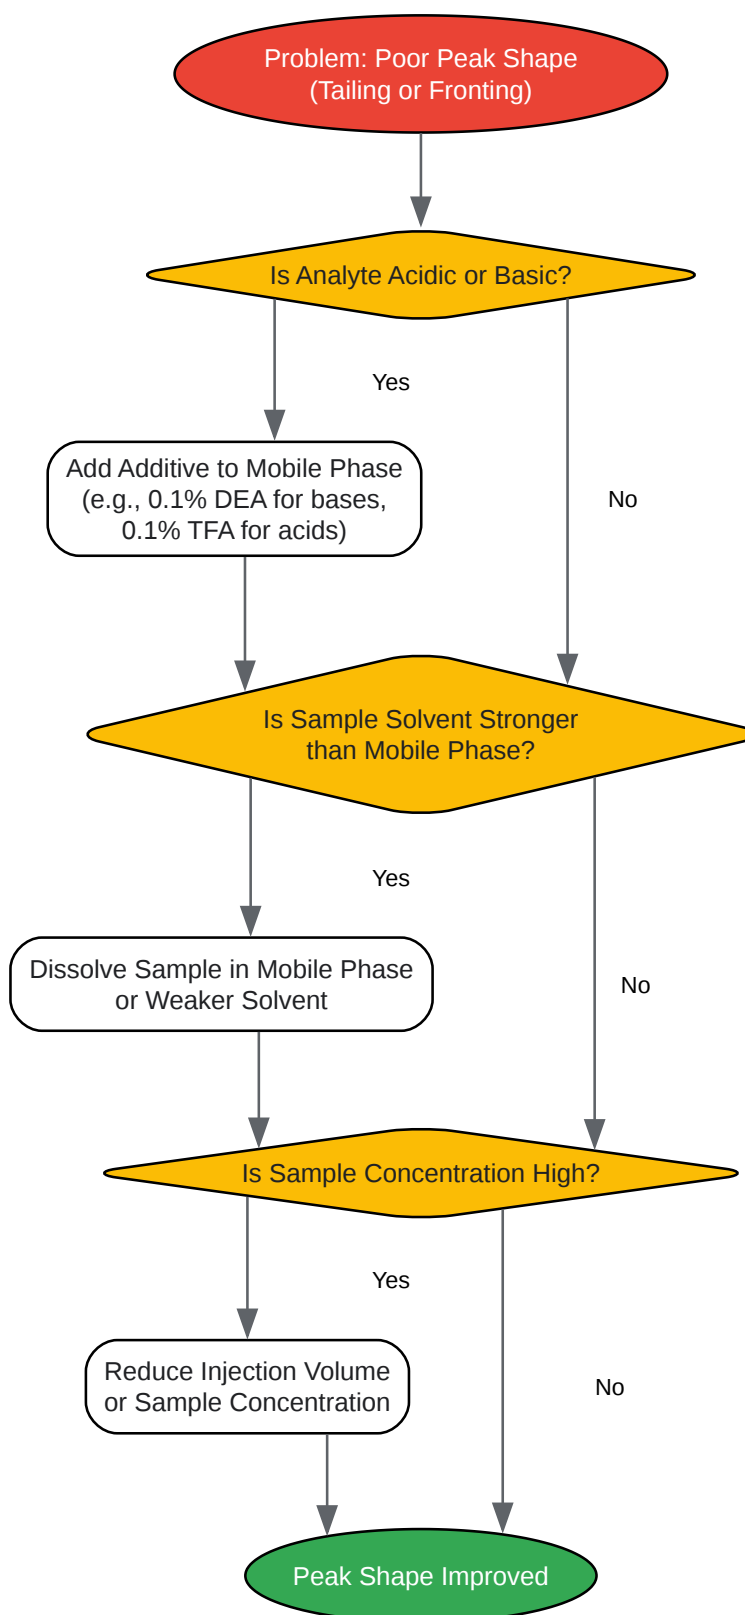 Problem: Poor Peak Shape
(Tailing or Fronting)
Is Analyte Acidic or Basic?
Yes
Add Additive to Mobile Phase
(e.g., 0.1% DEA for bases,
0.1% TFA for acids)
No
Is Sample Solvent Stronger
than Mobile Phase?
Yes
Dissolve Sample in Mobile Phase
or Weaker Solvent
No
Is Sample Concentration High?
Yes
Reduce Injection Volume
or Sample Concentration
No
Peak Shape Improved